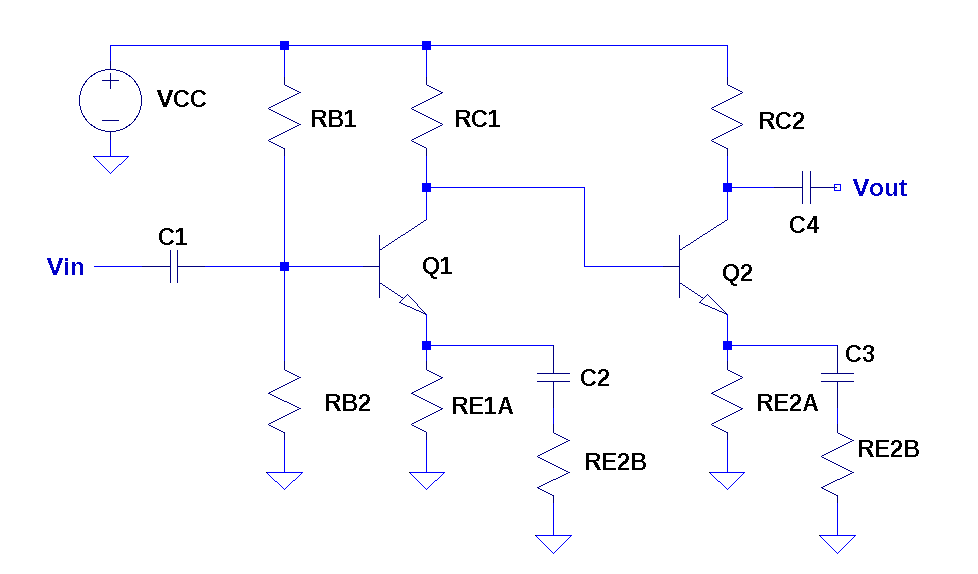 VCC
RB1
RC1
RC2
Vout
C4
C1
Vin
Q1
Q2
C2
C3
RB2
RE1A
RE2A
RE2B
RE2B